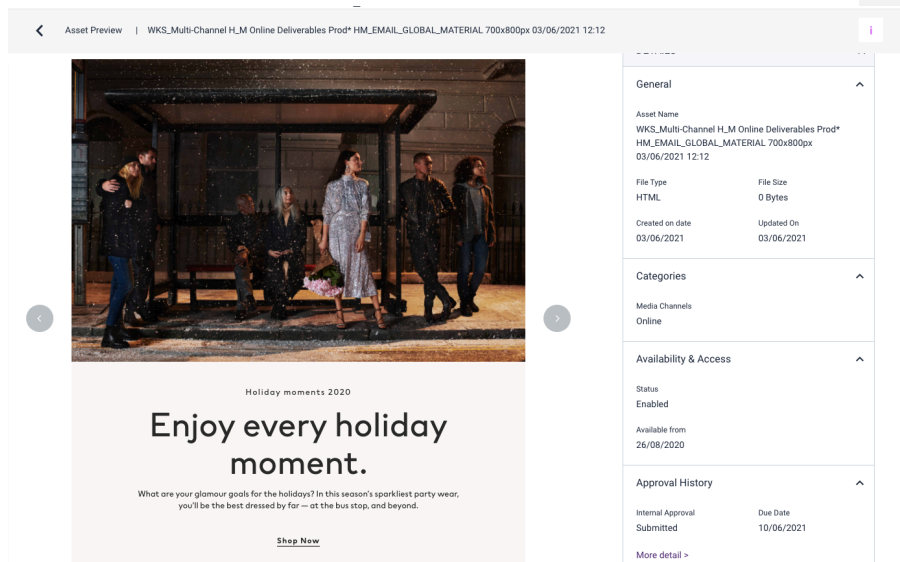 Asset Preview | WKS_Multi-Channel H_M Online Deliverables Prod* HM_EMAIL_GLOBAL_MATERIAL 700x800px 03/06/2021 12:12
i
Holiday moments 2020
Enjoy every holiday
moment.
What are your glamour goals for the holidays? In this season's sparkliest party wear,
you'll be the best dressed by far — at the bus stop, and beyond.
Shop Now
General
Asset Name
WKS_Multi-Channel H_M Online Deliverables Prod*
HM_EMAIL_GLOBAL_MATERIAL 700x800px
03/06/2021 12:12
File Type File Size
HTML 0 Bytes
Created on date Updated On
03/06/2021 03/06/2021
Categories
Media Channels
Online
Availability & Access
Status
Enabled
Available from
26/08/2020
Approval History
Internal Approval Due Date
Submitted 10/06/2021
More detail >